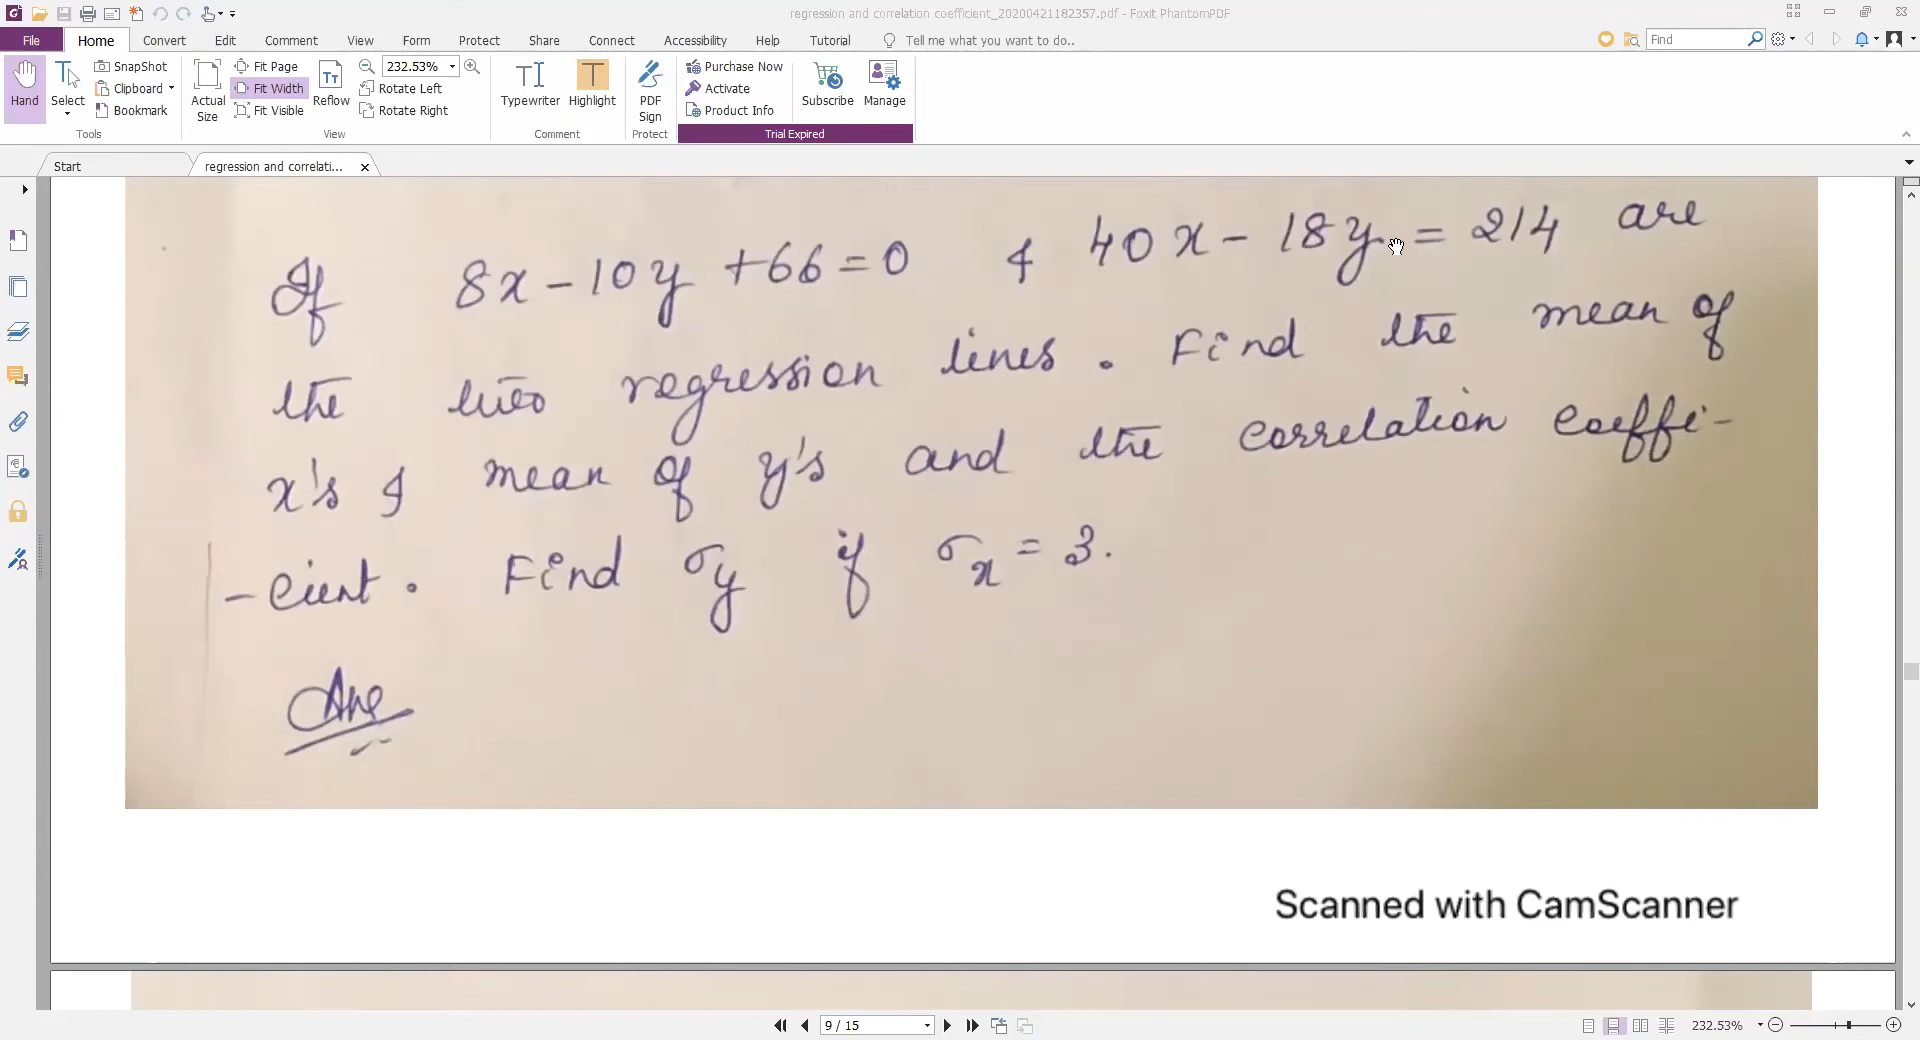 regression and correlation coefficient_20200421182357.pdf - Foxit PhantomPDF
File Home Convert Edit Comment View Form Protect Share Connect Accessibility Help Tutorial Tell me what you want to do.. Find
Hand
Select
SnapShot
Clipboard
Bookmark
Tools
Actual Size
Fit Page
Fit Width
Fit Visible
Reflow
232.53%
Rotate Left
Rotate Right
View
Typewriter
Highlight
Comment
PDF Sign
Protect
Purchase Now
Activate
Product Info
Subscribe
Manage
Trial Expired
Start regression and correlati...
If 8x - 10y + 66 = 0 & 40x - 18y = 214 are
the two regression lines. Find the mean of
x's & mean of y's and the correlation coeffi-
-cient. Find σy if σx = 3.
Ans
Scanned with CamScanner
9 / 15
232.53%